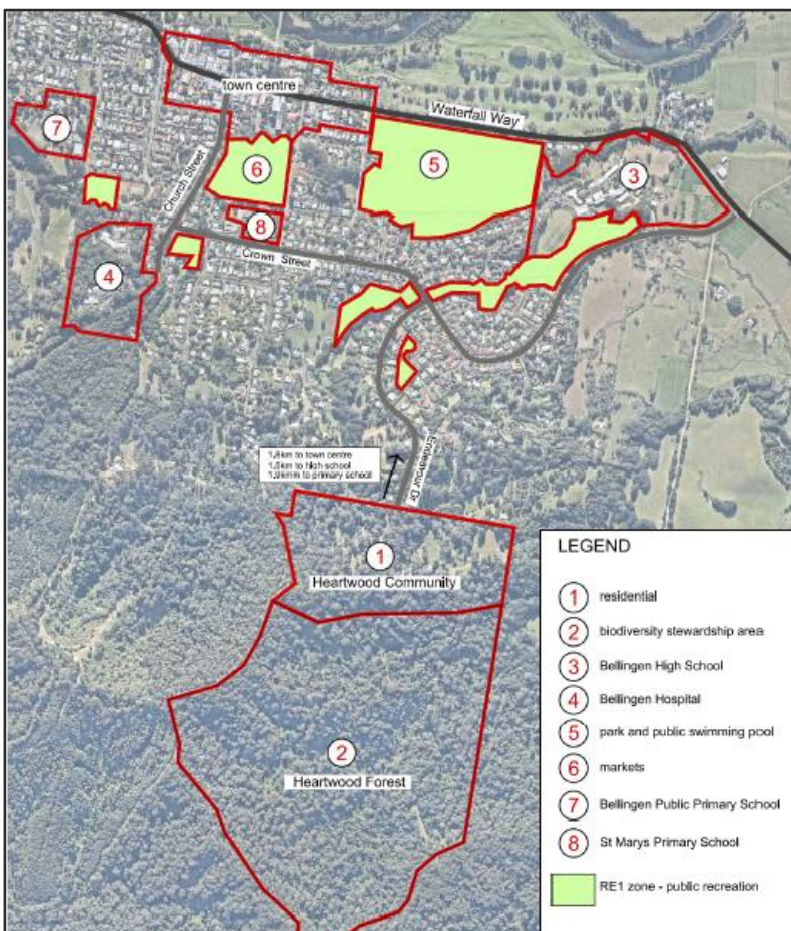 town centre
Waterfall Way
7
6
5
3
Church Street
8
4
Crown Street
1.8km to town centre
1.5km to high school
1.9kmm to primary school
Endeavour Dr
1
Heartwood Community
2
Heartwood Forest
LEGEND
1 residential
2 biodiversity stewardship area
3 Bellingen High School
4 Bellingen Hospital
5 park and public swimming pool
6 markets
7 Bellingen Public Primary School
8 St Marys Primary School
RE1 zone - public recreation